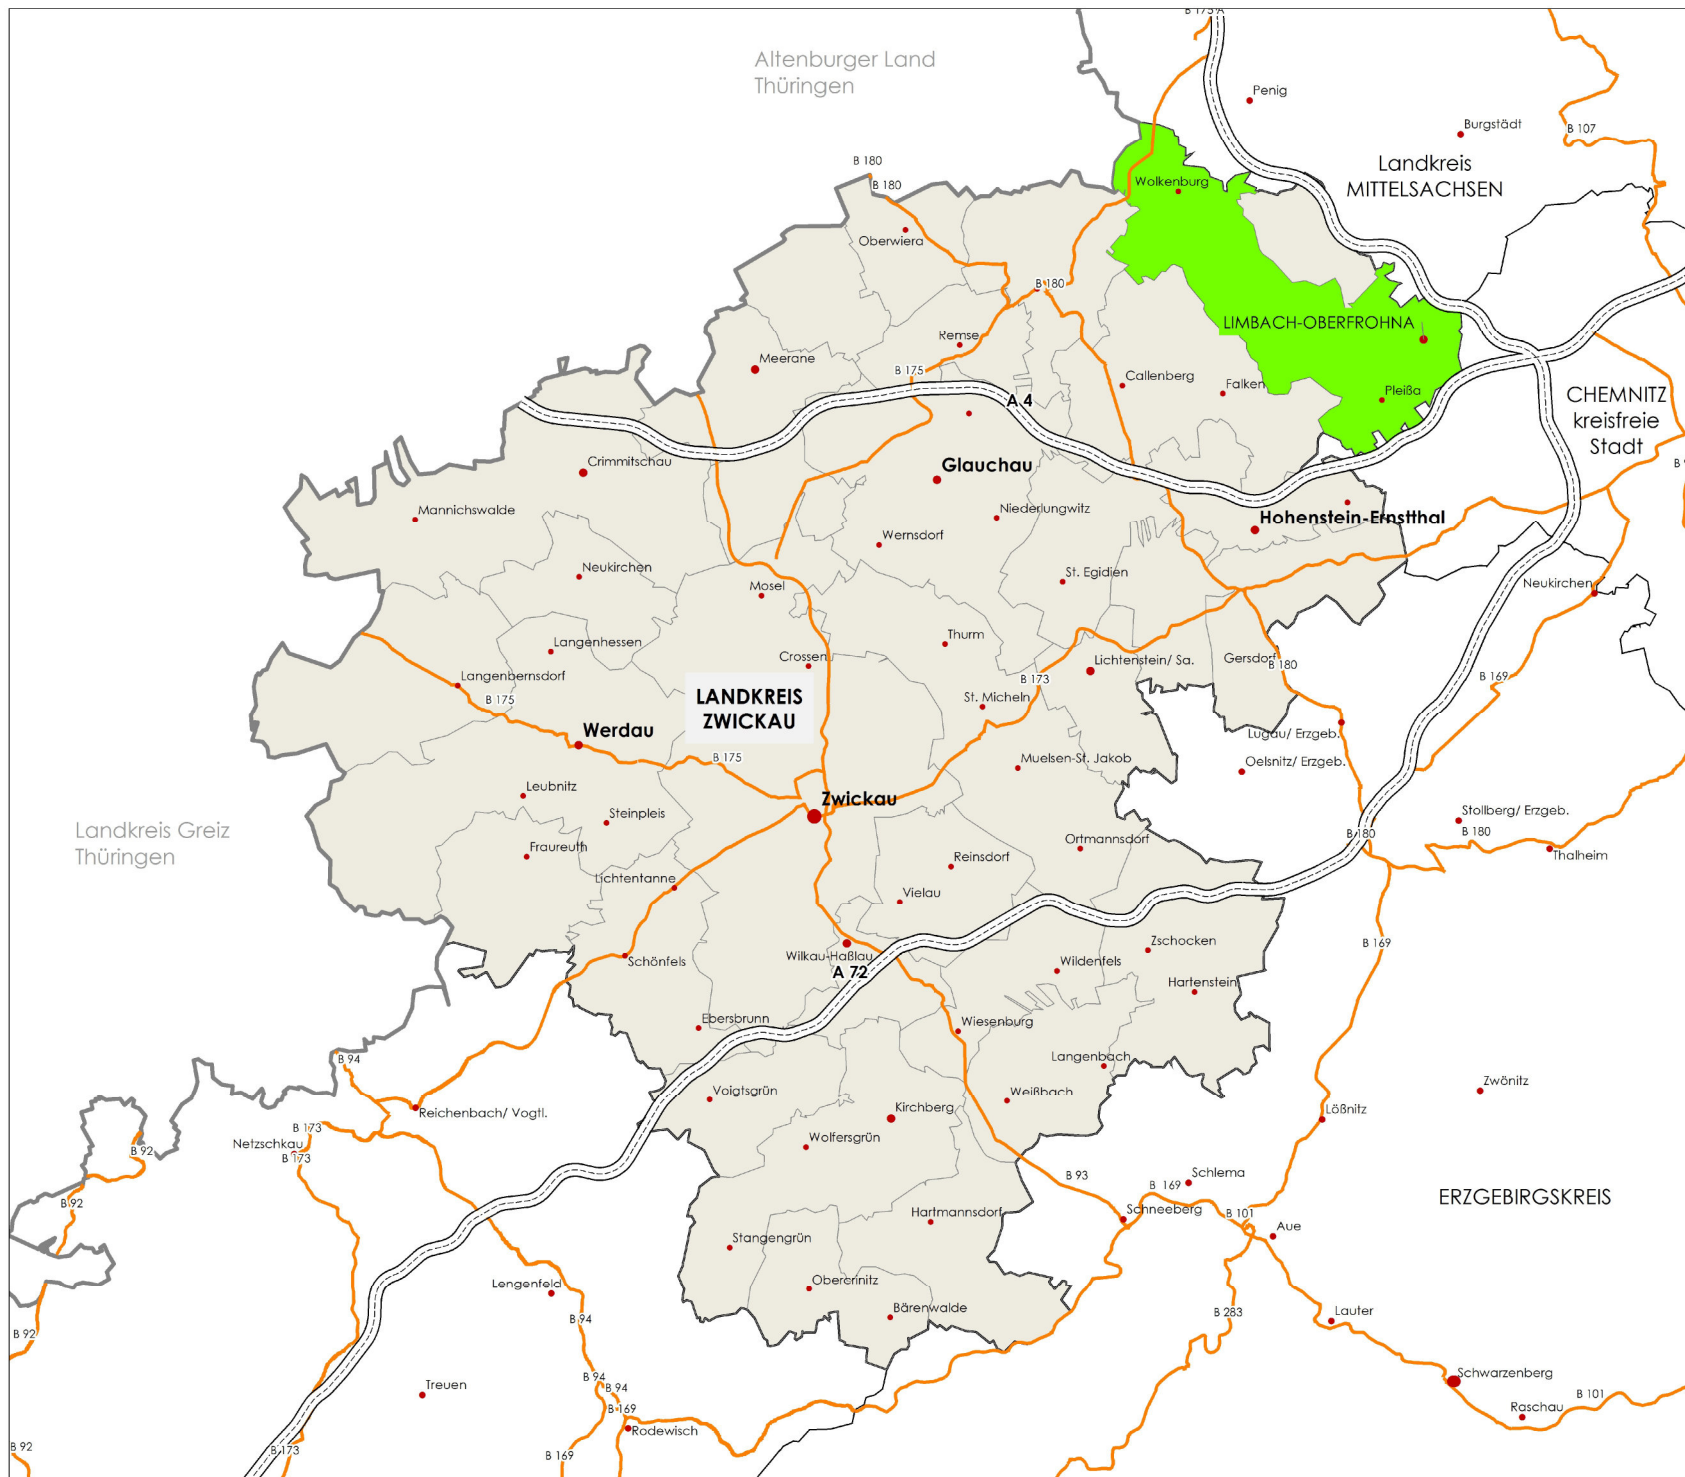 B 175 A
Altenburger Land
Thüringen
Penig
Burgstädt
B 107
Landkreis
MITTELSACHSEN
B 180
B 180
Wolkenburg
Oberwiera
B 180
LIMBACH-OBERFROHNA
Remse
Meerane
B 175
Callenberg
Falken
Pleißa
A 4
CHEMNITZ
kreisfreie
Stadt
Crimmitschau
Glauchau
Mannichswalde
Niederlungwitz
Hohenstein-Ernstthal
Wernsdorf
Neukirchen
Mosel
St. Egidien
Neukirchen
Langenhessen
Thurm
Crossen
Lichtenstein/ Sa.
Gersdorf
B 180
Langenbernsdorf
B 175
B 173
B 169
LANDKREIS
ZWICKAU
St. Micheln
Werdau
Lugau/ Erzgeb.
B 175
Muelsen-St. Jakob
Oelsnitz/ Erzgeb.
Leubnitz
Zwickau
Steinpleis
Stollberg/ Erzgeb.
B 180
B 180
Landkreis Greiz
Thüringen
Fraureuth
Reinsdorf
Ortmannsdorf
Thalheim
Lichtentanne
Vielau
Zschocken
B 169
Schönfels
Wilkau-Haßlau
A 72
Wildenfels
Hartenstein
Ebersbrunn
Wiesenburg
B 94
Langenbach
Voigtsgrün
Weißbach
Zwönitz
Reichenbach/ Vogtl.
Kirchberg
Lößnitz
B 173
Netzschkau
B 173
B 92
Wolfersgrün
B 93
Schlema
B 169
B 92
Hartmannsdorf
Schneeberg
B 101
ERZGEBIRGSKREIS
Aue
Stangengrün
Lengenfeld
Obercrinitz
Bärenwalde
B 94
B 283
Lauter
B 92
Treuen
B 94
B 94
Schwarzenberg
B 101
B 169
Raschau
Rodewisch
B 92
B 173
B 169